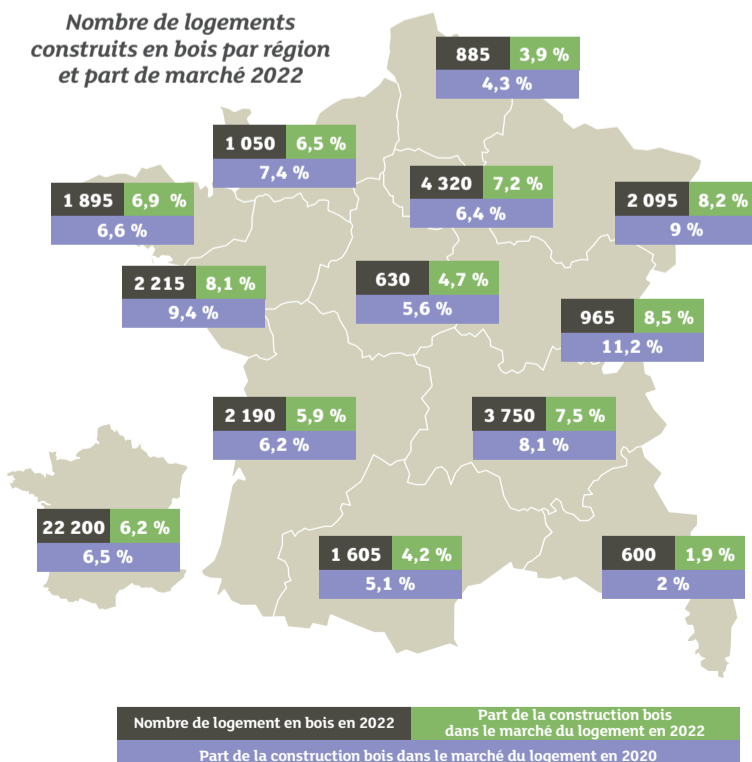 Nombre de logements
construits en bois par région
et part de marché 2022
885 3,9 %
4,3 %
1 050 6,5 %
7,4 %
4 320 7,2 %
6,4 %
1 895 6,9 %
6,6 %
2 095 8,2 %
9 %
2 215 8,1 %
9,4 %
630 4,7 %
5,6 %
965 8,5 %
11,2 %
2 190 5,9 %
6,2 %
3 750 7,5 %
8,1 %
22 200 6,2 %
6,5 %
1 605 4,2 %
5,1 %
600 1,9 %
2 %
Nombre de logement en bois en 2022
Part de la construction bois
dans le marché du logement en 2022
Part de la construction bois dans le marché du logement en 2020